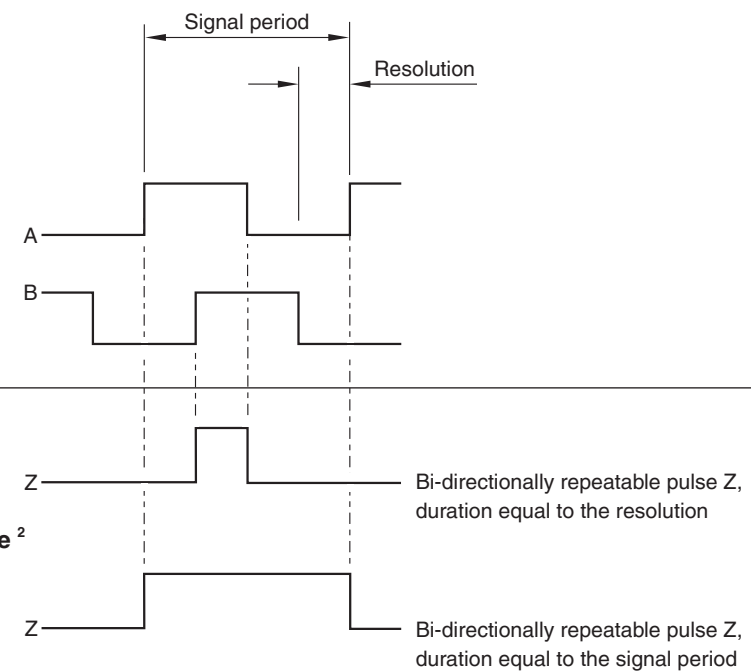 Signal period
Resolution
A
B
Z
Bi-directionally repeatable pulse Z,
duration equal to the resolution
e ²
Z
Bi-directionally repeatable pulse Z,
duration equal to the signal period